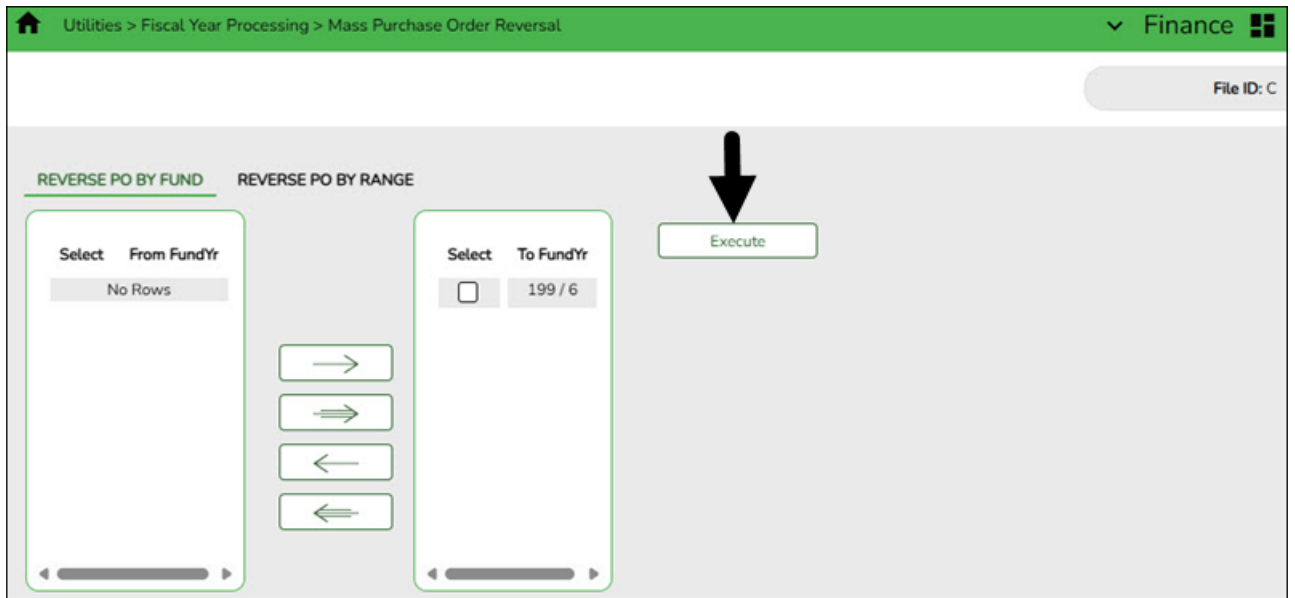 Utilities > Fiscal Year Processing > Mass Purchase Order Reversal
Finance
File ID: C
REVERSE PO BY FUND
REVERSE PO BY RANGE
Select From FundYr
No Rows
Select To FundYr
199 / 6
Execute